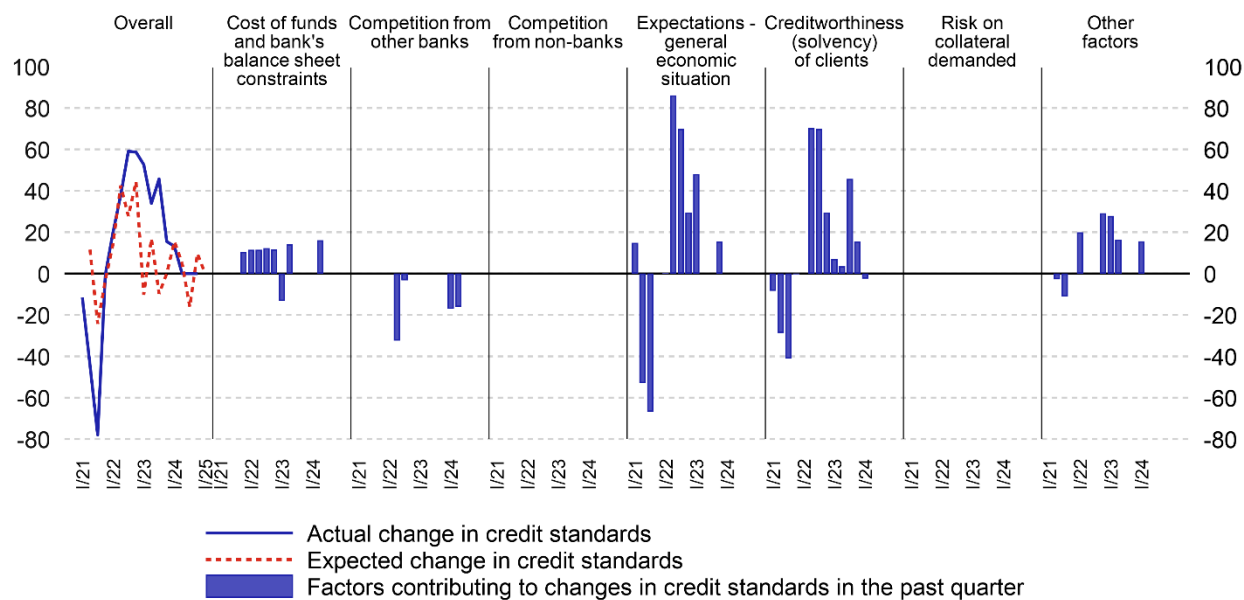 Overall
Cost of funds
and bank's
balance sheet
constraints
Competition from
other banks
Competition
from non-banks
Expectations -
general
economic
situation
Creditworthiness
(solvency)
of clients
Risk on
collateral
demanded
Other
factors
100 100
80 80
60 60
40 40
20 20
0 0
-20 -20
-40 -40
-60 -60
-80 -80
I/21 I/22 I/23 I/24 I/25 I/21 I/22 I/23 I/24 I/21 I/22 I/23 I/24 I/21 I/22 I/23 I/24 I/21 I/22 I/23 I/24 I/21 I/22 I/23 I/24 I/21 I/22 I/23 I/24 I/21 I/22 I/23 I/24
Actual change in credit standards
Expected change in credit standards
Factors contributing to changes in credit standards in the past quarter